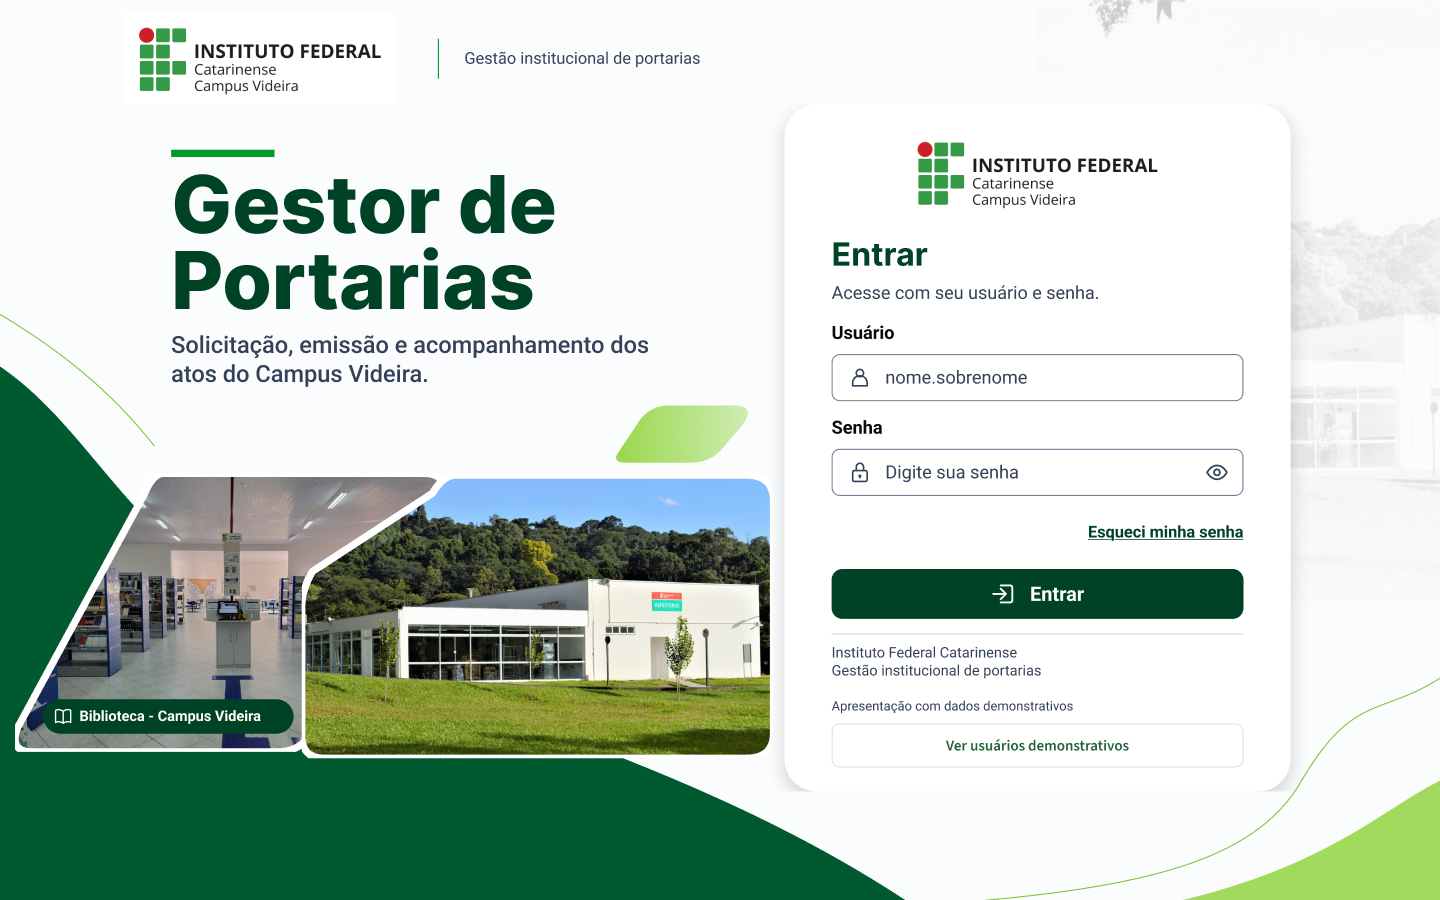 INSTITUTO FEDERAL
Catarinense
Campus Videira
Gestão institucional de portarias
Gestor de
Portarias
Solicitação, emissão e acompanhamento dos
atos do Campus Videira.
REFEITÓRIO
Biblioteca - Campus Videira
INSTITUTO FEDERAL
Catarinense
Campus Videira
Entrar
Acesse com seu usuário e senha.
Usuário
nome.sobrenome
Senha
Digite sua senha
Esqueci minha senha
Entrar
Instituto Federal Catarinense
Gestão institucional de portarias
Apresentação com dados demonstrativos
Ver usuários demonstrativos